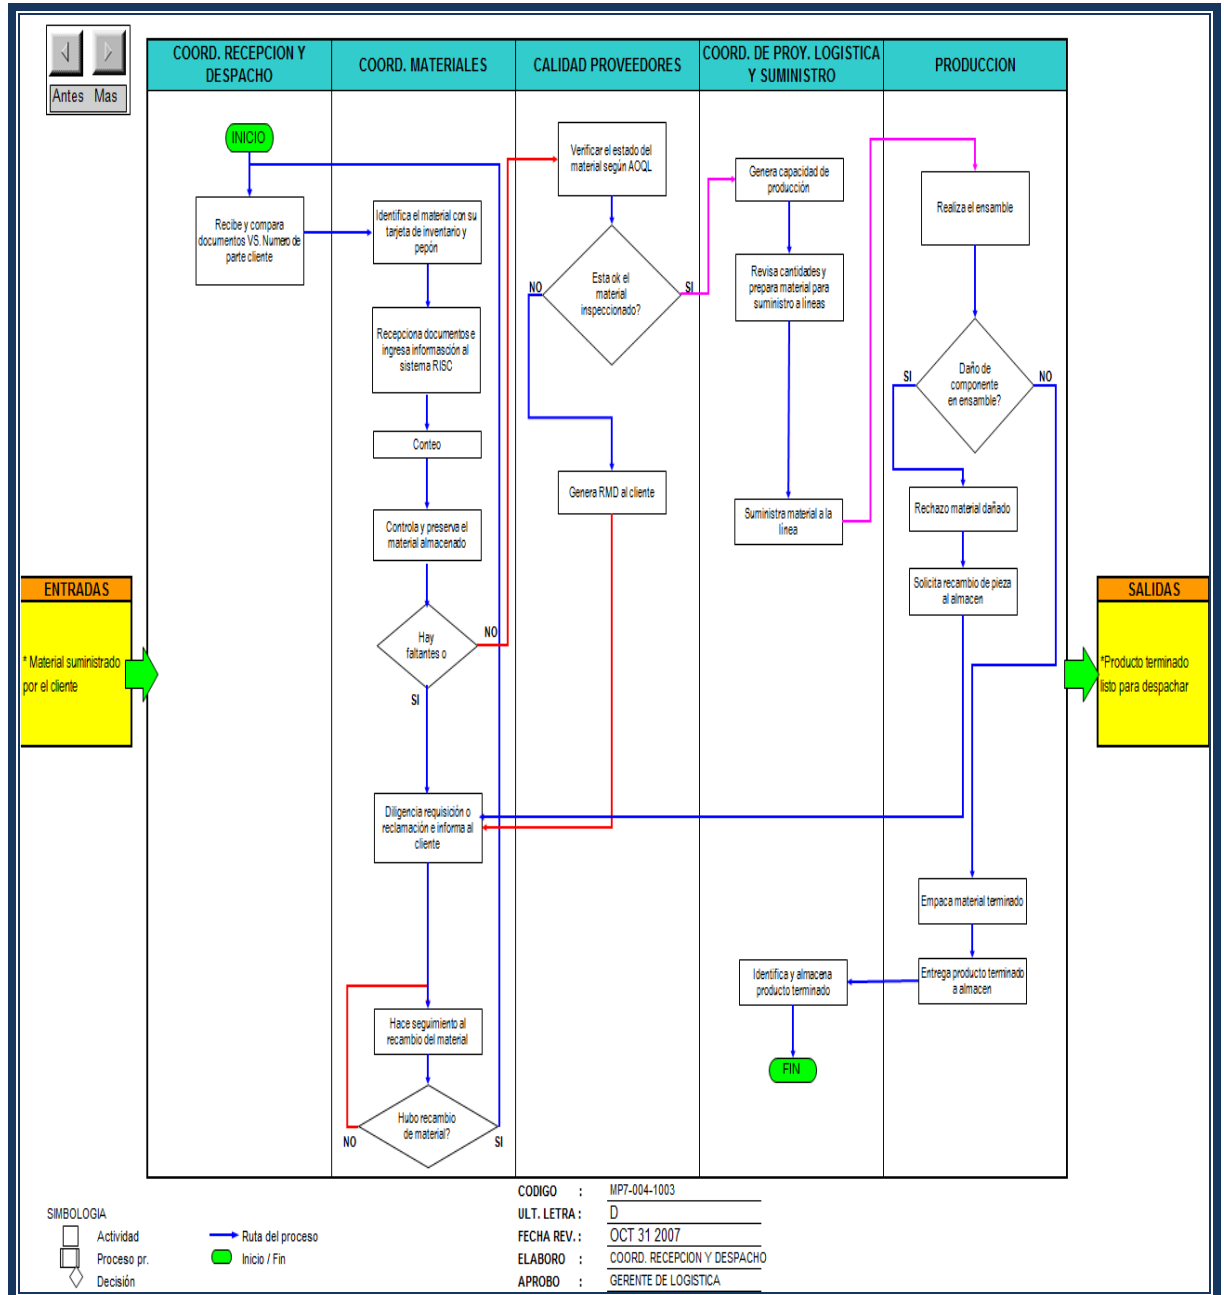 Antes Mas
COORD. RECEPCION Y
DESPACHO
COORD. MATERIALES
CALIDAD PROVEEDORES
COORD. DE PROY. LOGISTICA
Y SUMINISTRO
PRODUCCION
INICIO
Recibe y compara
documentos VS. Numero de
parte cliente
Identifica el material con su
tarjeta de inventario y
pepón
Recepciona documentos e
ingresa información al
sistema RISC
Conteo
Controla y preserva el
material almacenado
Hay
faltantes o
NO
SI
Diligencia requisición o
reclamación e informa al
cliente
Hace seguimiento al
recambio del material
Hubo recambio
de material?
NO
SI
Verificar el estado del
material según AOQL
Esta ok el
material
inspeccionado?
NO
SI
Genera RMD al cliente
Genera capacidad de
producción
Revisa cantidades y
prepara material para
suministro a líneas
Suministra material a la
línea
Realiza el ensamble
Daño de
componente
en ensamble?
SI
NO
Rechazo material dañado
Solicita recambio de pieza
al almacen
Empaca material terminado
Entrega producto terminado
a almacen
Identifica y almacena
producto terminado
FIN
ENTRADAS
* Material suministrado
por el cliente
SALIDAS
*Producto terminado
listo para despachar
SIMBOLOGIA
Actividad
Proceso pr.
Decisión
Ruta del proceso
Inicio / Fin
CODIGO : MP7-004-1003
ULT. LETRA : D
FECHA REV. : OCT 31 2007
ELABORO : COORD. RECEPCION Y DESPACHO
APROBO : GERENTE DE LOGISTICA